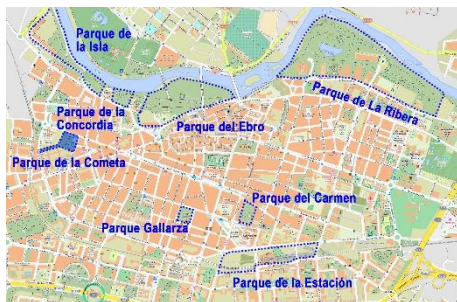 Parque de
la Isla
Parque de la
Concordia
Parque del Ebro
Parque de La Ribera
Parque de la Cometa
Parque del Carmen
Parque Gallarza
Parque de la Estación